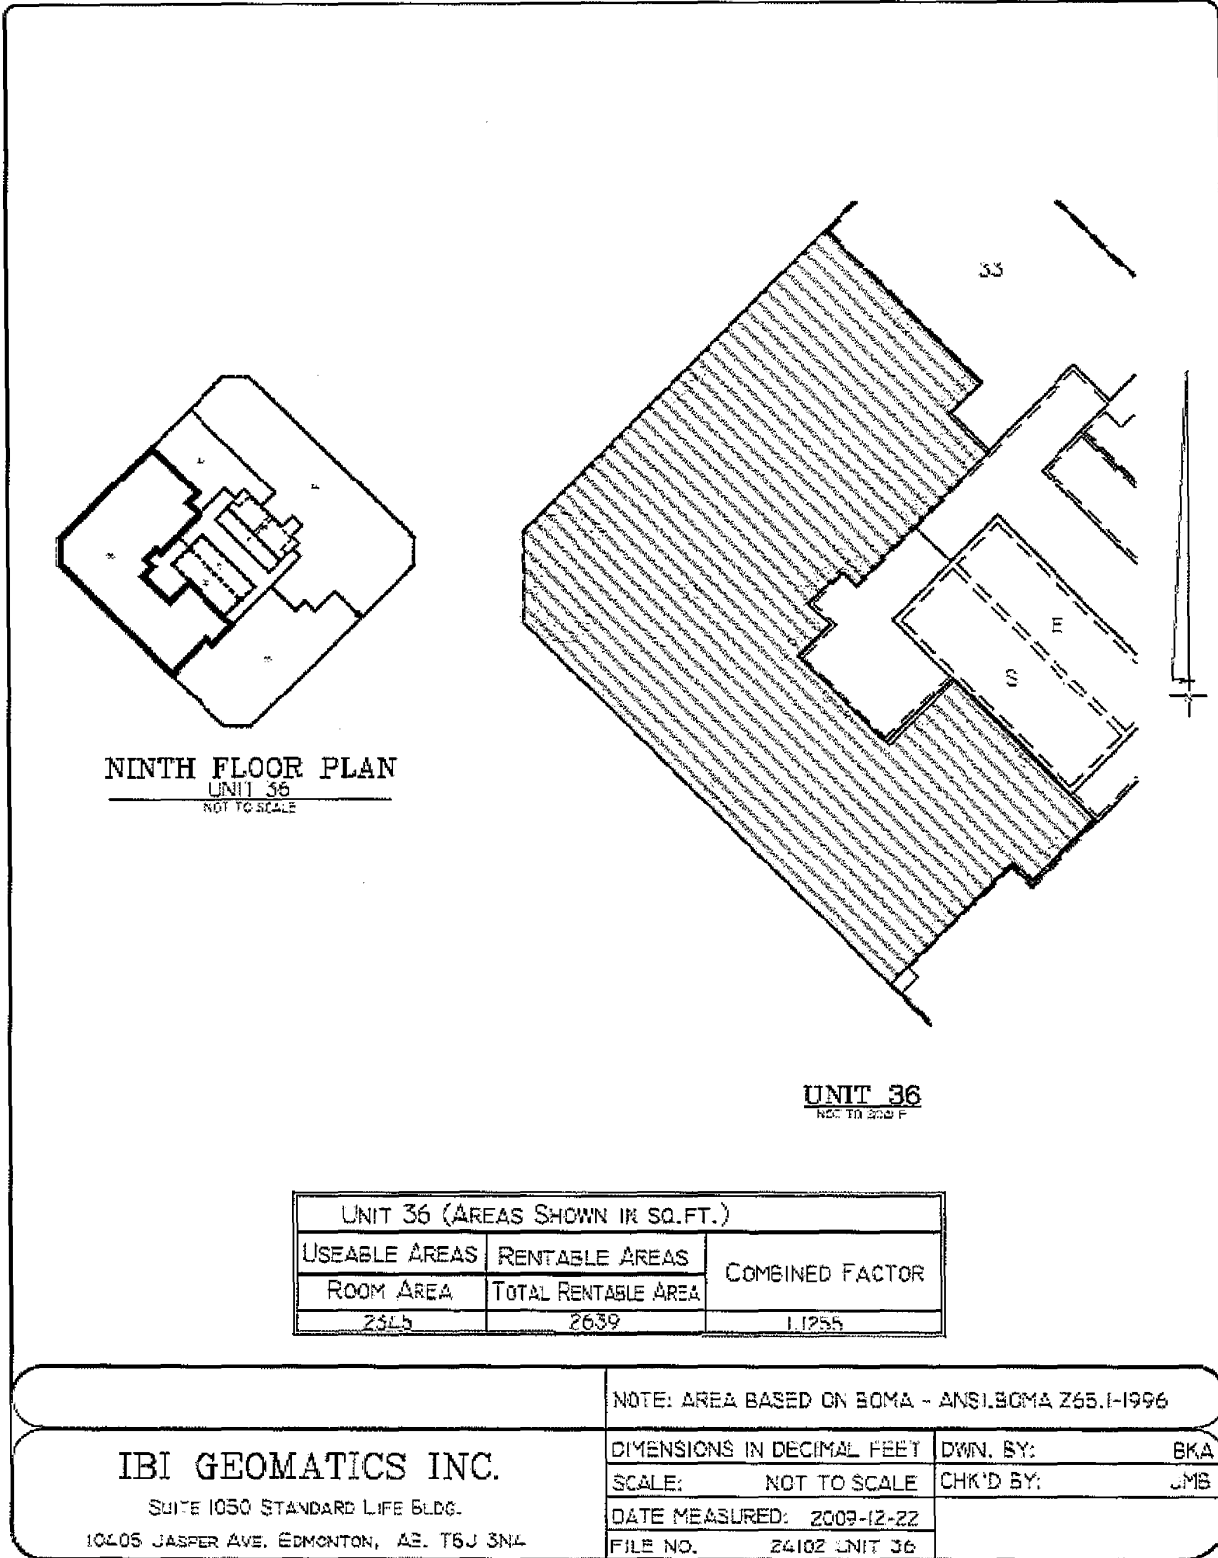 33
E
S
NINTH FLOOR PLAN
UNIT 36
NOT TO SCALE
UNIT 36
NOT TO SCALE
UNIT 36 (AREAS SHOWN IN SQ.FT.)
USEABLE AREAS RENTABLE AREAS COMBINED FACTOR
ROOM AREA TOTAL RENTABLE AREA
2639 1.1255
NOTE: AREA BASED ON BOMA - ANSI.BOMA Z65.1-1996
IBI GEOMATICS INC.
SUITE 1050 STANDARD LIFE BLDG.
10405 JASPER AVE. EDMONTON, AB. T5J 3N4
DIMENSIONS IN DECIMAL FEET DWN. BY: BKA
SCALE: NOT TO SCALE CHK'D BY: JMB
DATE MEASURED: 2009-12-22
FILE NO. 24102 UNIT 36